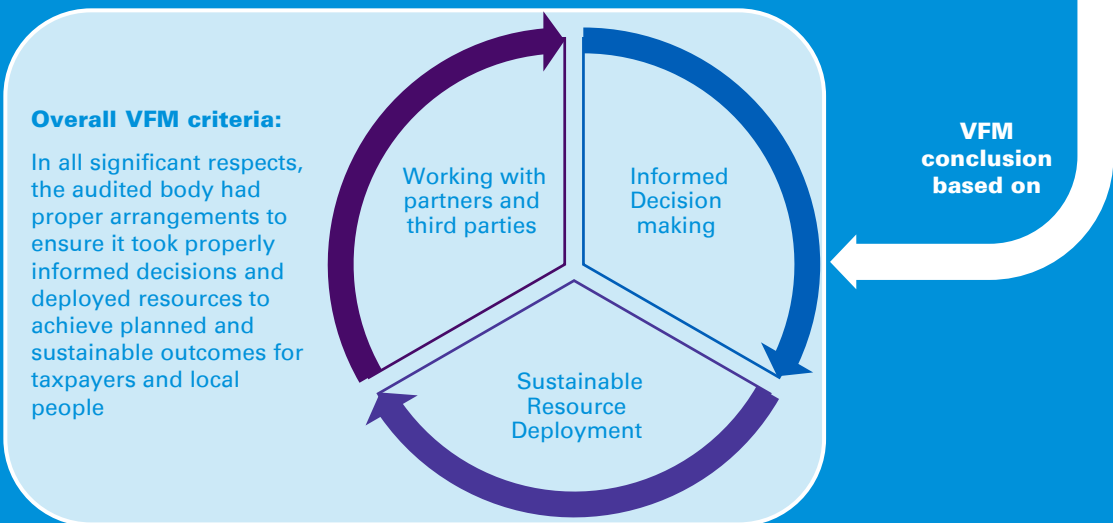 Overall VFM criteria:
In all significant respects,
the audited body had
proper arrangements to
ensure it took properly
informed decisions and
deployed resources to
achieve planned and
sustainable outcomes for
taxpayers and local
people
Working with
partners and
third parties
Informed
Decision
making
Sustainable
Resource
Deployment
VFM
conclusion
based on